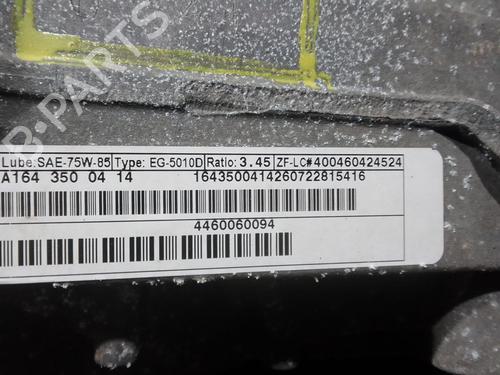 B-PARTS
Lube: SAE-75W-85 Type: EG-5010D Ratio: 3.45 ZF-LC#400460424524
A164 350 04 14 1643500414260722815416
4460060094